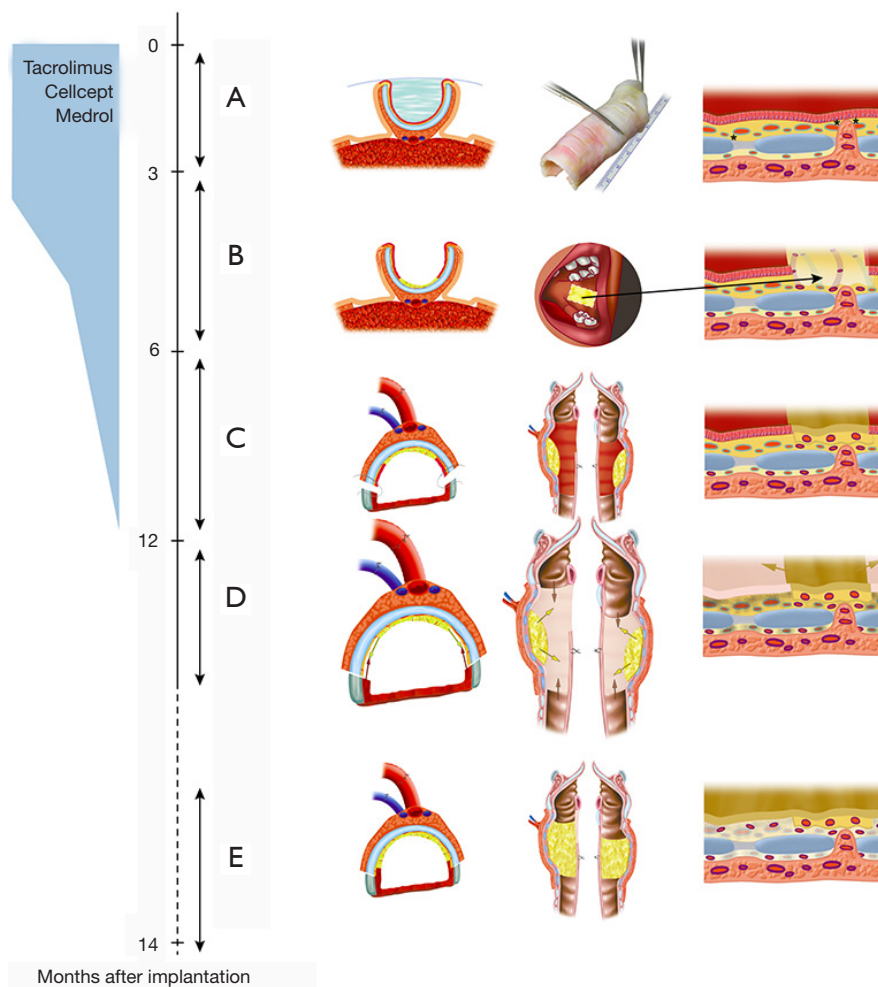 0
Tacrolimus
Cellcept
Medrol
A
3
B
6
C
12
D
E
14
Months after implantation